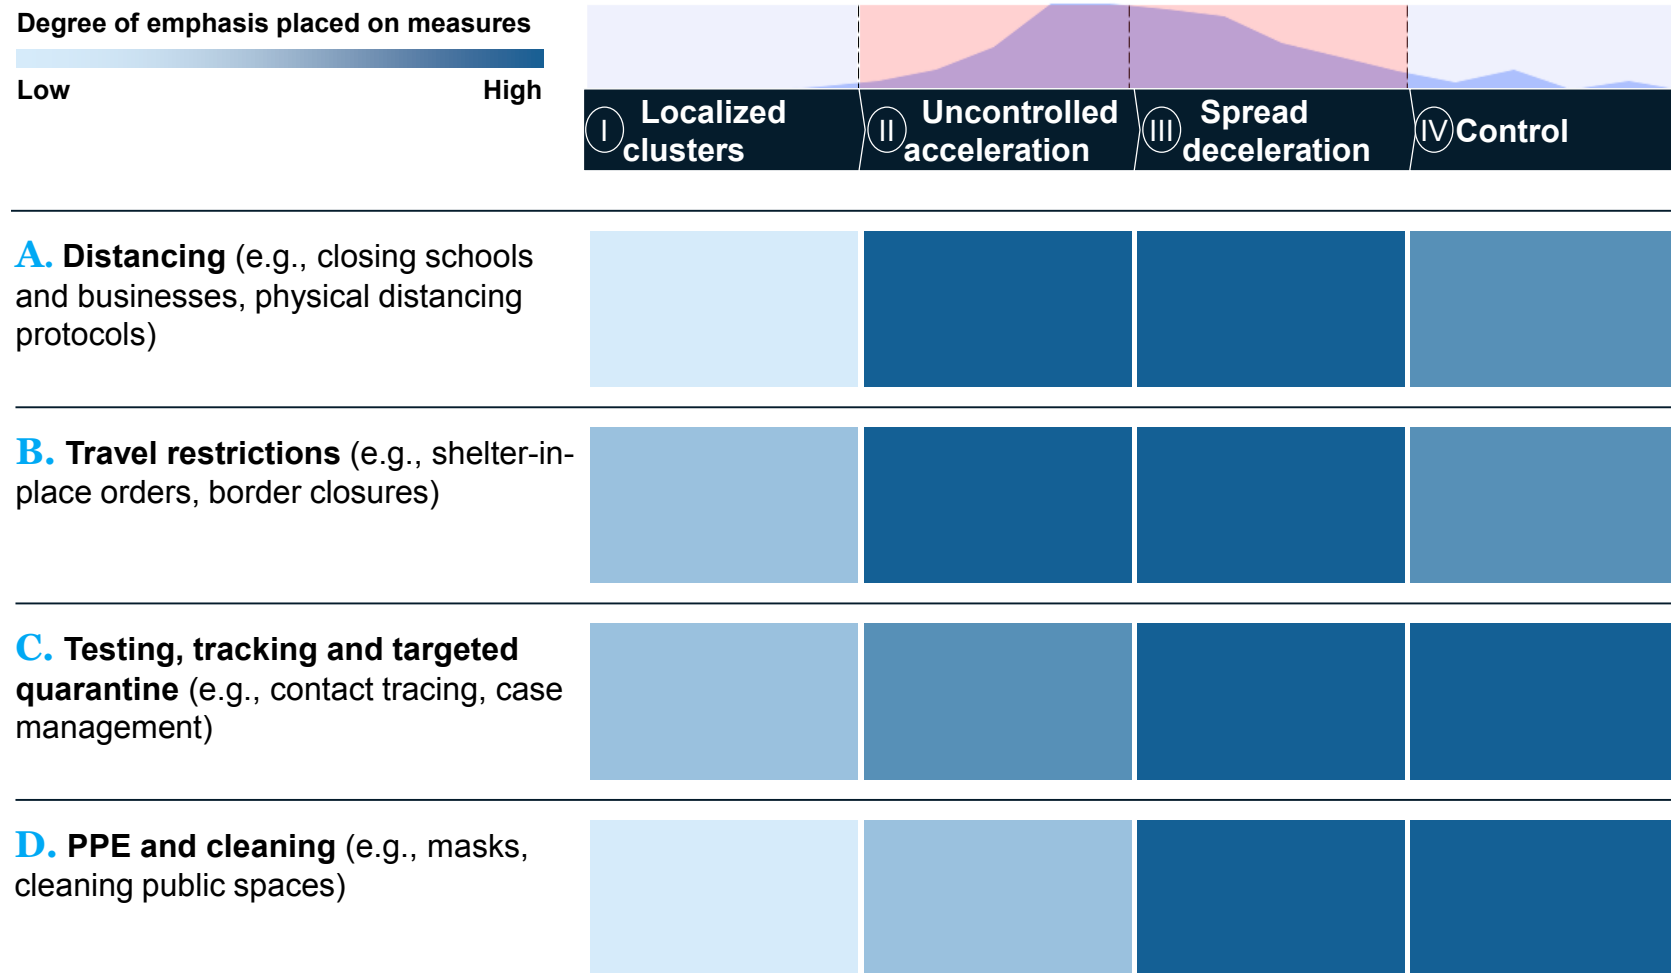 Degree of emphasis placed on measures
Low High
I Localized
clusters
II Uncontrolled
acceleration
III Spread
deceleration
IV Control
A. Distancing (e.g., closing schools
and businesses, physical distancing
protocols)
B. Travel restrictions (e.g., shelter-in-
place orders, border closures)
C. Testing, tracking and targeted
quarantine (e.g., contact tracing, case
management)
D. PPE and cleaning (e.g., masks,
cleaning public spaces)